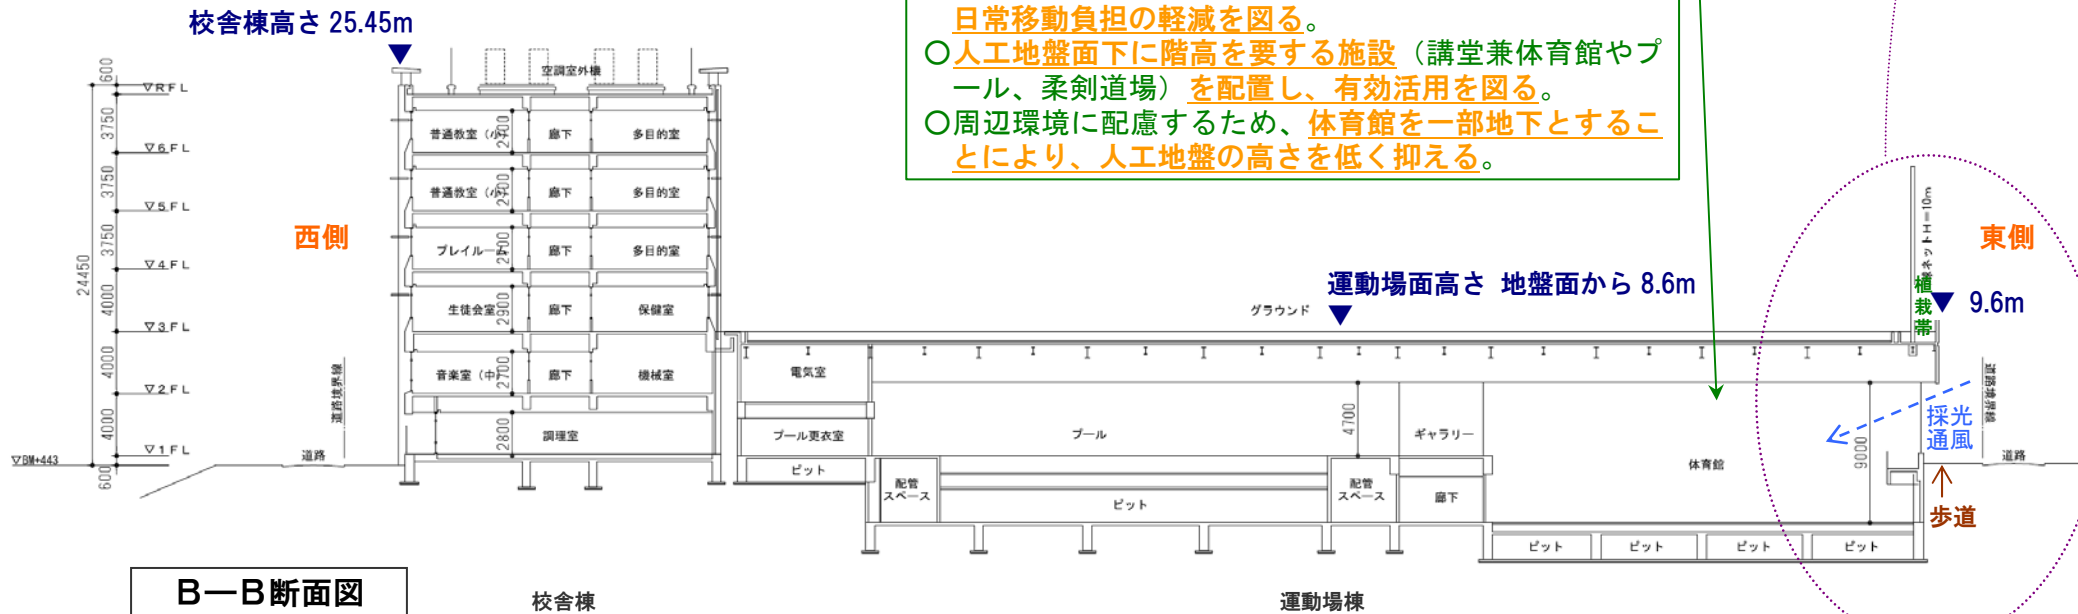 日常移動負担の軽減を図る。
〇人工地盤面下に階高を要する施設（講堂兼体育館やプ
ール、柔剣道場）を配置し、有効活用を図る。
〇周辺環境に配慮するため、体育館を一部地下とするこ
とにより、人工地盤の高さを低く抑える。
校舎棟高さ 25.45m
空調室外機
600
▽RFL
3750
▽6FL
3750
▽5FL
3750
▽4FL
4000
▽3FL
4000
▽2FL
4000
▽1FL
600
24450
▽BM+443
西側
道路境界線
道路
普通教室（小）
2700
廊下
多目的室
普通教室（小）
2700
廊下
多目的室
プレイルーム
2700
廊下
多目的室
生徒会室
2900
廊下
保健室
音楽室（中）
2700
廊下
機械室
2800
調理室
運動場面高さ 地盤面から 8.6m
グラウンド
電気室
プール更衣室
ピット
配管
スペース
プール
4700
ピット
配管
スペース
ギャラリー
廊下
体育館
9000
ピット
ピット
ピット
ピット
H=10m
植栽帯
東側
9.6m
道路境界線
採光
通風
道路
歩道
B―B断面図
校舎棟
運動場棟